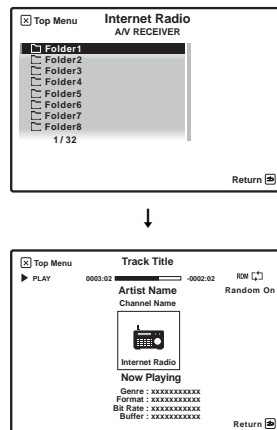 Top Menu
Internet Radio
A/V RECEIVER
Folder1
Folder2
Folder3
Folder4
Folder5
Folder6
Folder7
Folder8
1 / 32
Return
Top Menu
Track Title
PLAY
0003:02
-0002:02
RDM
Artist Name
Random On
Channel Name
Internet Radio
Now Playing
Genre : xxxxxxxxxxx
Format : xxxxxxxxxxx
Bit Rate : xxxxxxxxxxx
Buffer : xxxxxxxxxxx
Return